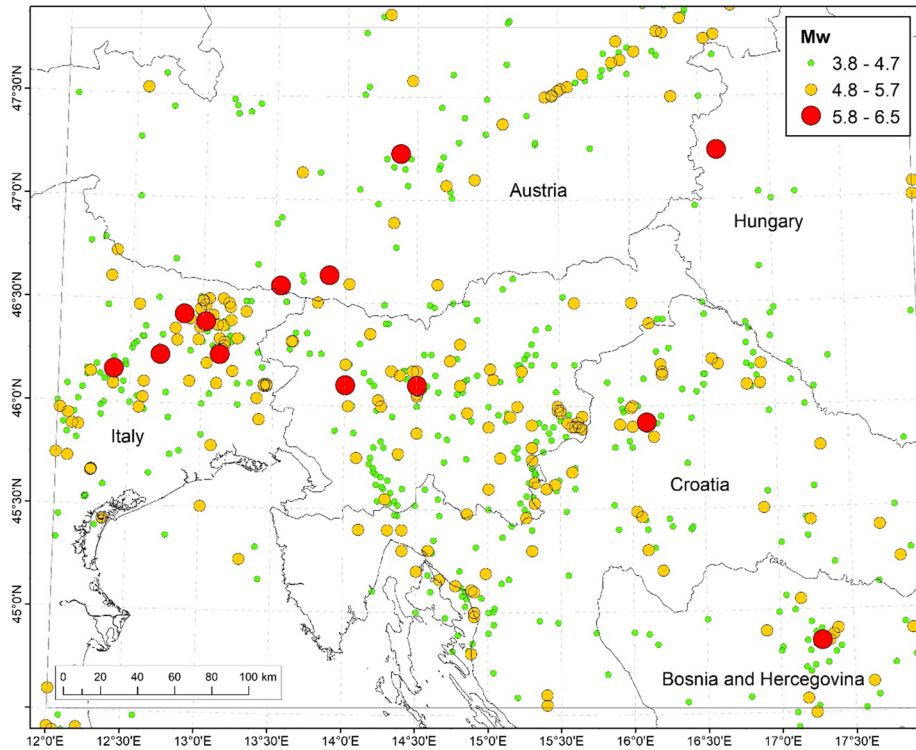 Mw
3.8 - 4.7
4.8 - 5.7
5.8 - 6.5
47°30'N
47°0'N
46°30'N
46°0'N
45°30'N
45°0'N
Austria
Hungary
Italy
Croatia
Bosnia and Hercegovina
0 20 40 60 80 100 km
12°0'E 12°30'E 13°0'E 13°30'E 14°0'E 14°30'E 15°0'E 15°30'E 16°0'E 16°30'E 17°0'E 17°30'E